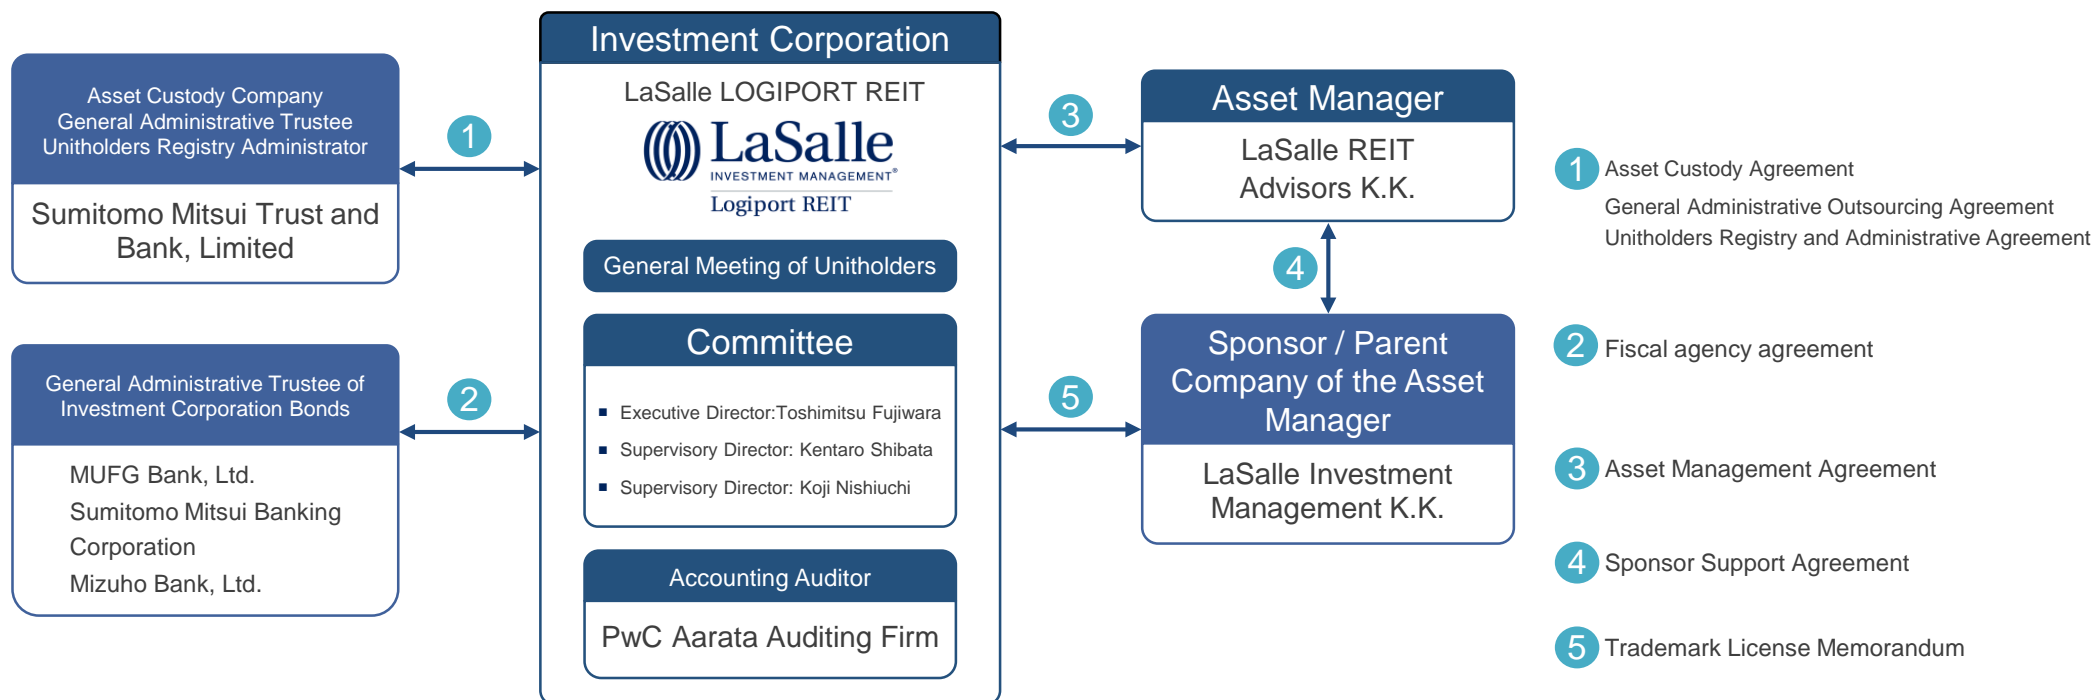 Asset Custody Company
General Administrative Trustee
Unitholders Registry Administrator
Sumitomo Mitsui Trust and
Bank, Limited
1
General Administrative Trustee of
Investment Corporation Bonds
MUFG Bank, Ltd.
Sumitomo Mitsui Banking
Corporation
Mizuho Bank, Ltd.
2
Investment Corporation
LaSalle LOGIPORT REIT
LaSalle
INVESTMENT MANAGEMENT®
Logiport REIT
General Meeting of Unitholders
Committee
▪ Executive Director:Toshimitsu Fujiwara
▪ Supervisory Director: Kentaro Shibata
▪ Supervisory Director: Koji Nishiuchi
Accounting Auditor
PwC Aarata Auditing Firm
3
Asset Manager
LaSalle REIT
Advisors K.K.
4
5
Sponsor / Parent
Company of the Asset
Manager
LaSalle Investment
Management K.K.
1 Asset Custody Agreement
General Administrative Outsourcing Agreement
Unitholders Registry and Administrative Agreement
2 Fiscal agency agreement
3 Asset Management Agreement
4 Sponsor Support Agreement
5 Trademark License Memorandum